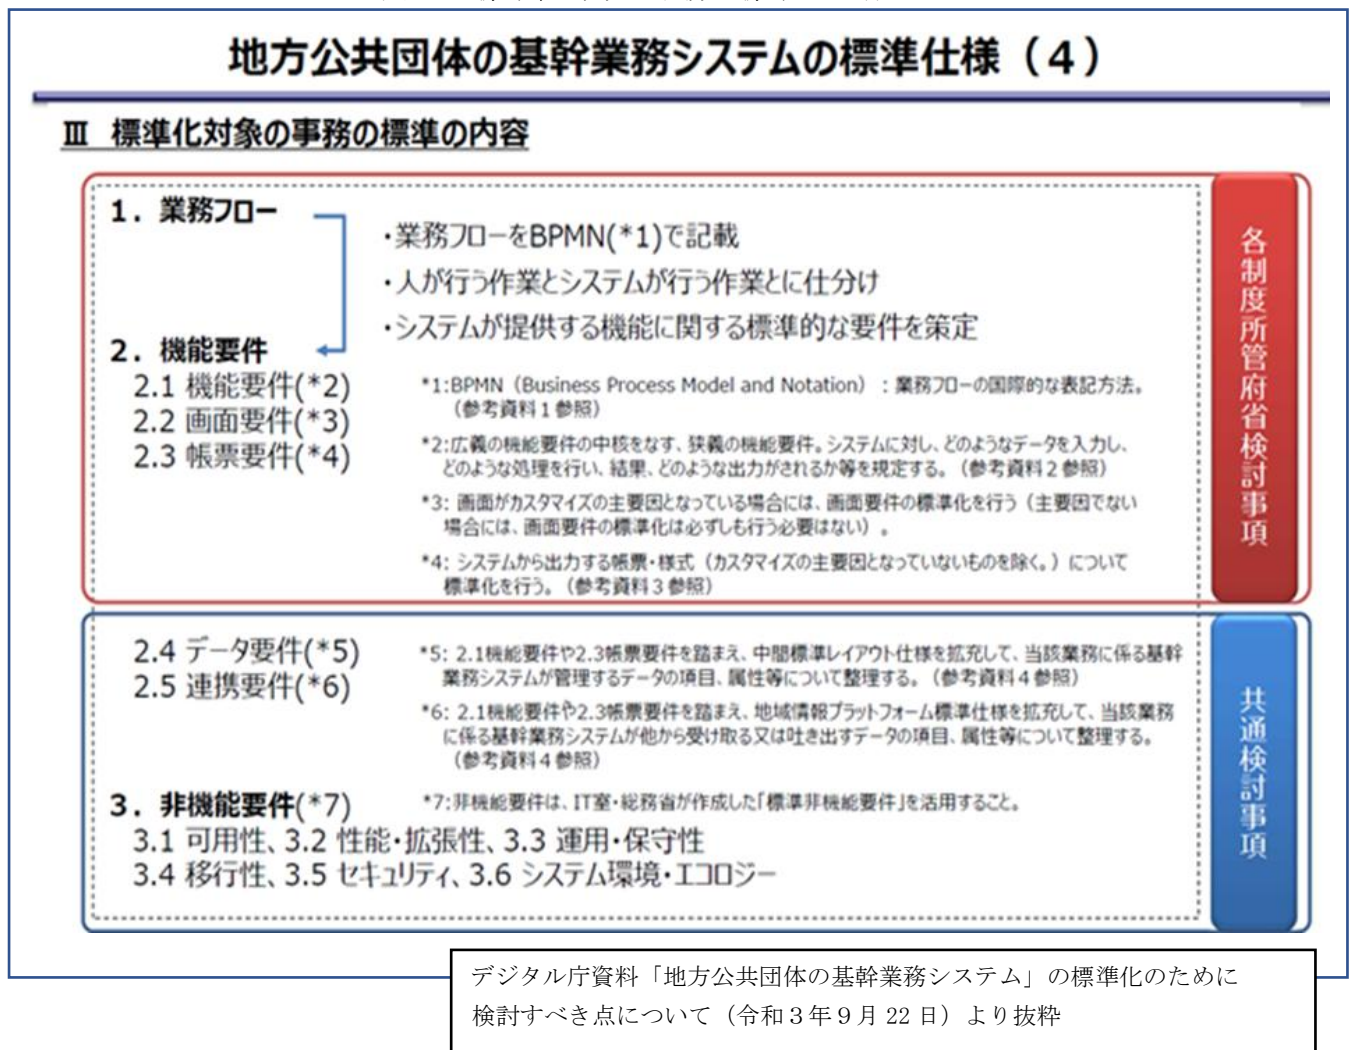 地方公共団体の基幹業務システムの標準仕様（4）
Ⅲ 標準化対象の事務の標準の内容
1. 業務フロー
・業務フローをBPMN(*1)で記載
・人が行う作業とシステムが行う作業とに仕分け
・システムが提供する機能に関する標準的な要件を策定
2. 機能要件
2.1 機能要件(*2)
2.2 画面要件(*3)
2.3 帳票要件(*4)
*1:BPMN（Business Process Model and Notation）：業務フローの国際的な表記方法。
（参考資料1参照）
*2:広義の機能要件の中核をなす、狭義の機能要件。システムに対し、どのようなデータを入力し、
どのような処理を行い、結果、どのような出力がされるか等を規定する。（参考資料2参照）
*3: 画面がカスタマイズの主要因となっている場合には、画面要件の標準化を行う（主要因でない
場合には、画面要件の標準化は必ずしも行う必要はない）。
*4: システムから出力する帳票・様式（カスタマイズの主要因となっていないものを除く。）について
標準化を行う。（参考資料3参照）
各制度所管府省検討事項
2.4 データ要件(*5)
2.5 連携要件(*6)
*5: 2.1機能要件や2.3帳票要件を踏まえ、中間標準レイアウト仕様を拡充して、当該業務に係る基幹
業務システムが管理するデータの項目、属性等について整理する。（参考資料4参照）
*6: 2.1機能要件や2.3帳票要件を踏まえ、地域情報プラットフォーム標準仕様を拡充して、当該業務
に係る基幹業務システムが他から受け取る又は吐き出すデータの項目、属性等について整理する。
（参考資料4参照）
3. 非機能要件(*7)
*7:非機能要件は、IT室・総務省が作成した「標準非機能要件」を活用すること。
3.1 可用性、3.2 性能・拡張性、3.3 運用・保守性
3.4 移行性、3.5 セキュリティ、3.6 システム環境・エコロジー
共通検討事項
デジタル庁資料「地方公共団体の基幹業務システム」の標準化のために
検討すべき点について（令和3年9月22日）より抜粋